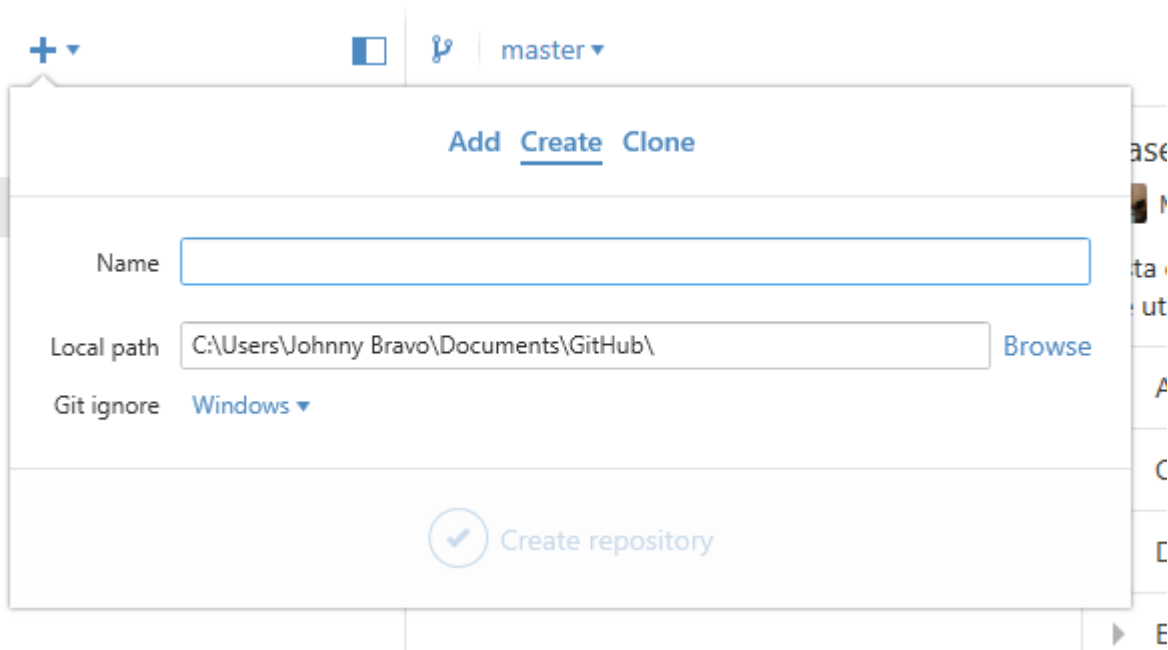 master
Add Create Clone
Name
Local path C:\Users\Johnny Bravo\Documents\GitHub\ Browse
Git ignore Windows
Create repository